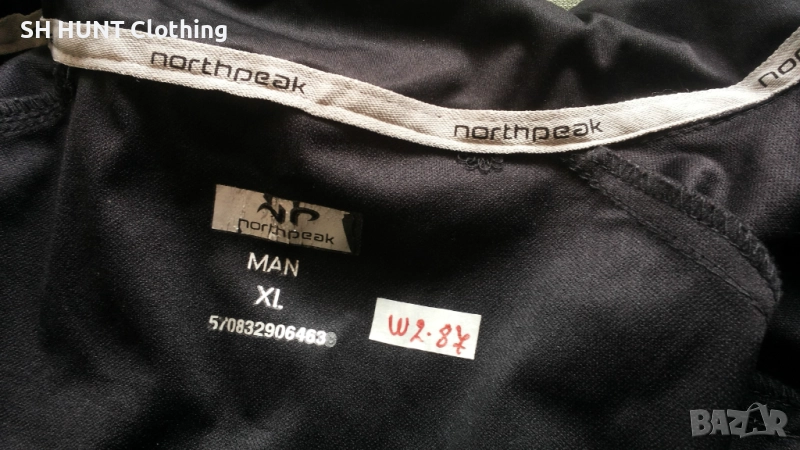 SH HUNT Clothing
northpeak
northpeak
northpeak
MAN
XL
5708329064639
W2.87
BAZAR